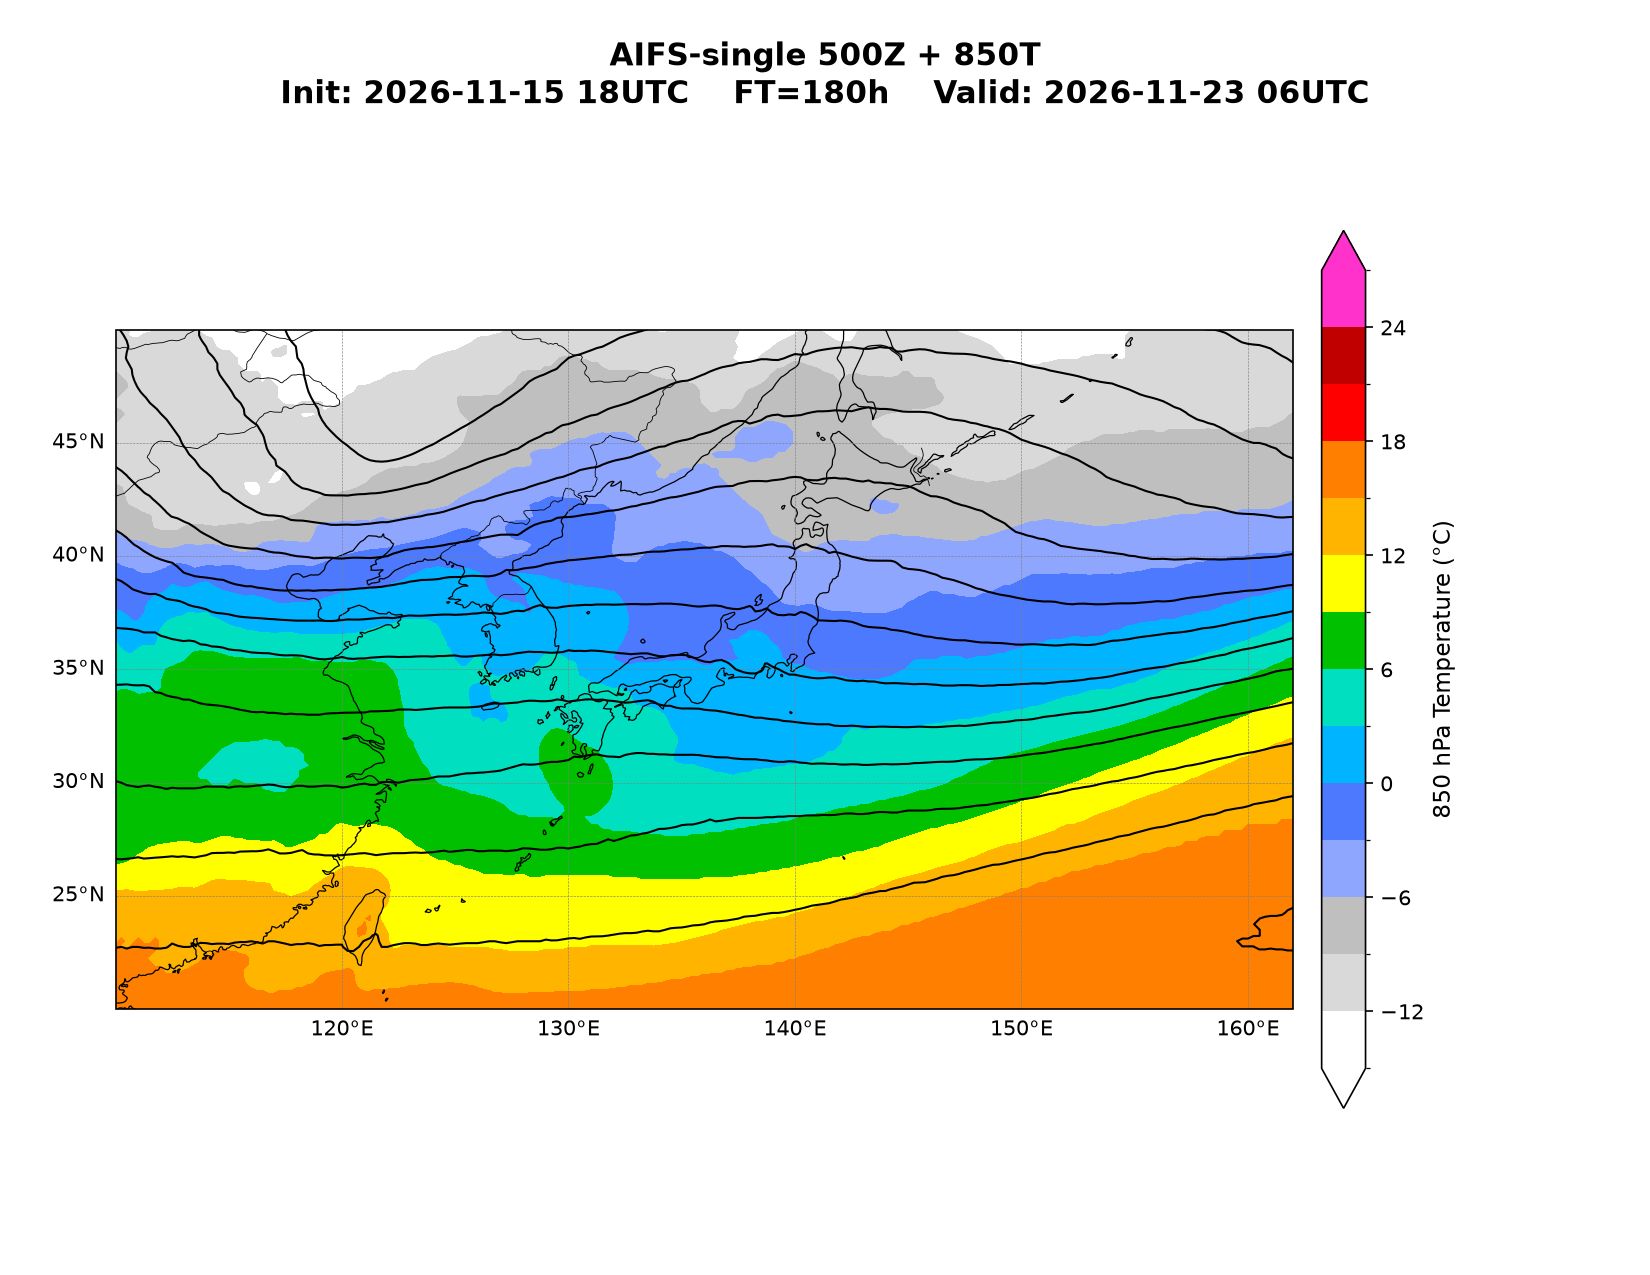 AIFS-single 500Z + 850T
Init: 2026-11-15 18UTC    FT=180h    Valid: 2026-11-23 06UTC
45°N
40°N
35°N
30°N
25°N
120°E
130°E
140°E
150°E
160°E
24
18
12
6
0
−6
−12
850 hPa Temperature (°C)